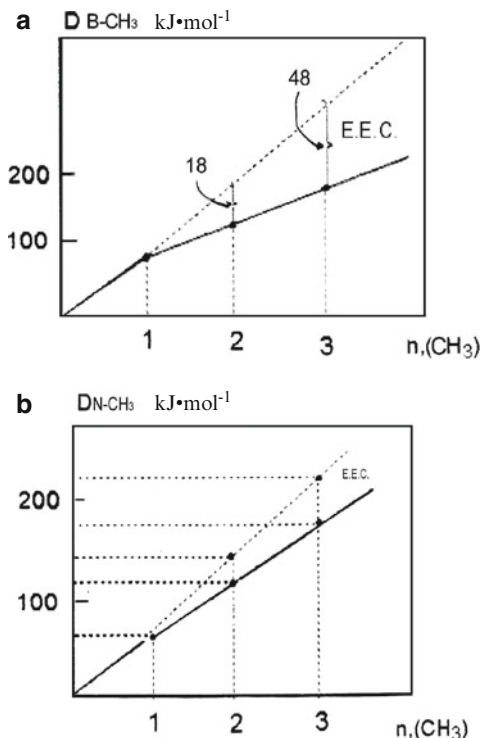 a D B-CH₃ kJ•mol⁻¹
48
E.E.C.
18
200
100
1 2 3 n,(CH₃)
b DN-CH₃ kJ•mol⁻¹
E.E.C.
200
100
1 2 3 n,(CH₃)